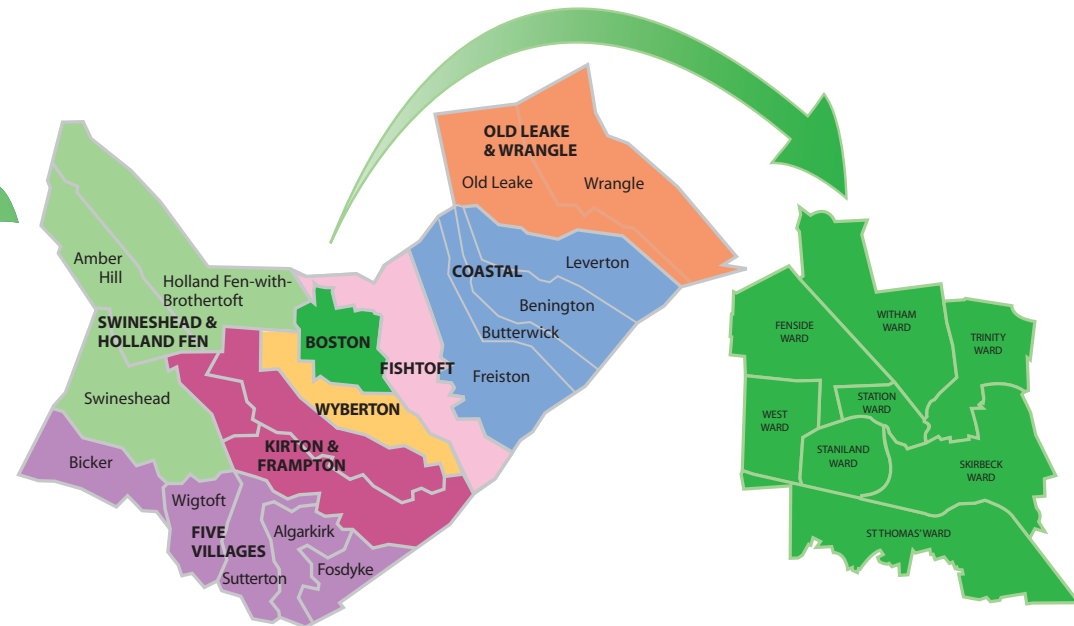 OLD LEAKE
& WRANGLE
Old Leake
Wrangle
Amber
Hill
Holland Fen-with-
Brothertoft
SWINESHEAD &
HOLLAND FEN
Swineshead
COASTAL
Leverton
Benington
Butterwick
Freiston
BOSTON
FISHTOFT
WYBERTON
KIRTON &
FRAMPTON
Bicker
Wigtoft
FIVE
VILLAGES
Algarkirk
Sutterton
Fosdyke
FENSIDE
WARD
WITHAM
WARD
TRINITY
WARD
WEST
WARD
STATION
WARD
STANILAND
WARD
SKIRBECK
WARD
ST THOMAS' WARD